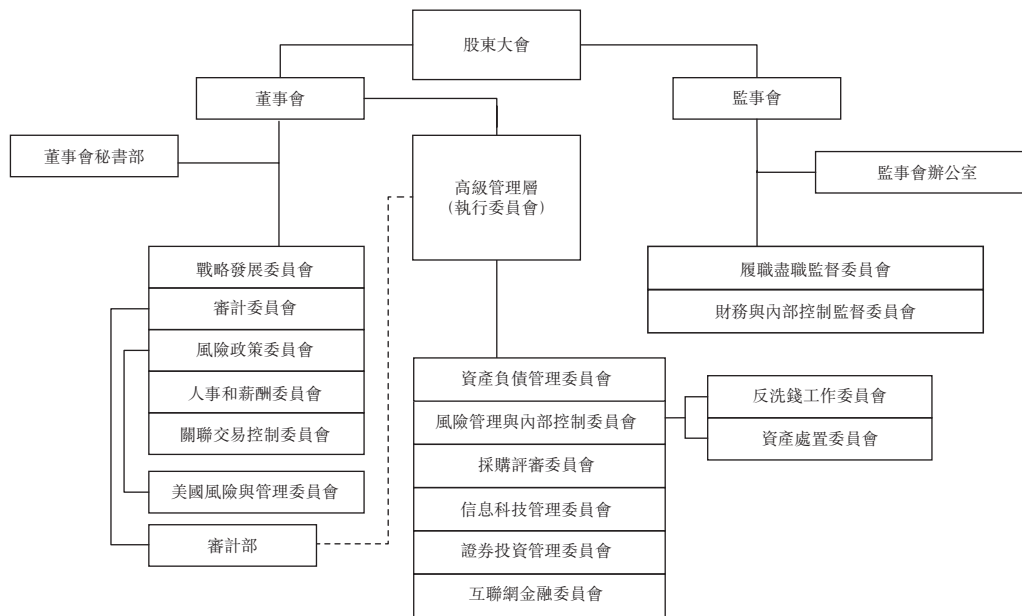 股東大會
董事會
監事會
董事會秘書部
高級管理層
(執行委員會)
監事會辦公室
戰略發展委員會
審計委員會
風險政策委員會
人事和薪酬委員會
關聯交易控制委員會
美國風險與管理委員會
審計部
履職盡職監督委員會
財務與內部控制監督委員會
資產負債管理委員會
風險管理與內部控制委員會
採購評審委員會
信息科技管理委員會
證券投資管理委員會
互聯網金融委員會
反洗錢工作委員會
資產處置委員會